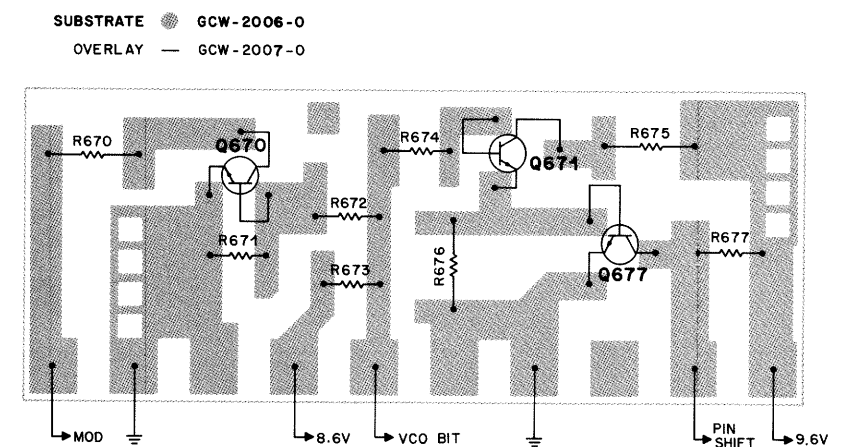 SUBSTRATE GCW-2006-0
OVERLAY — GCW-2007-0
R670
Q670
R674
Q671
R675
R672
R671
R673
R676
Q677
R677
MOD
8.6V
VCO BIT
PIN
SHIFT
9.6V